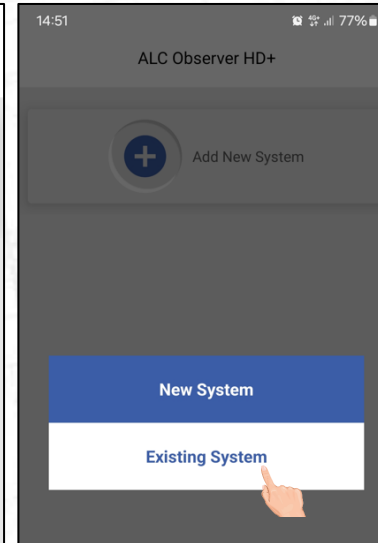 14:51
77%
ALC Observer HD+
Add New System
New System
Existing System